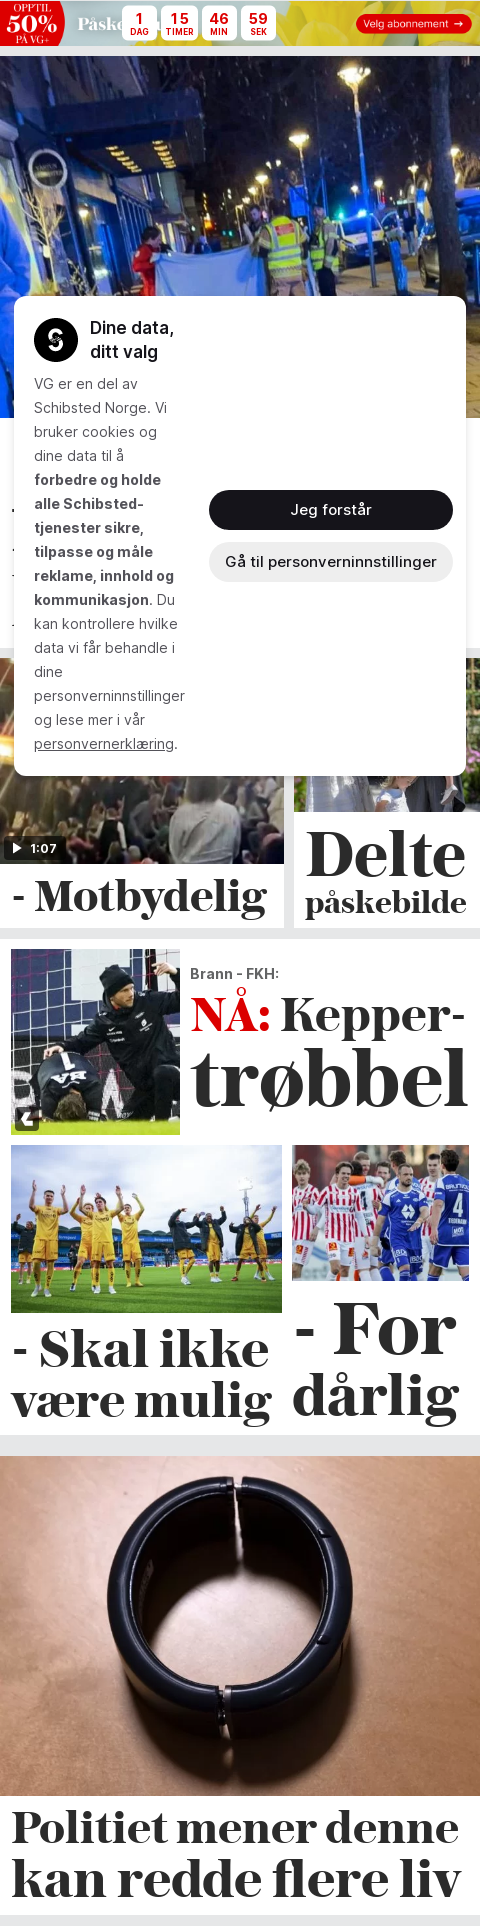 OPPTIL
50%
PÅ VG+
1
DAG
15
TIMER
46
MIN
59
SEK
Velg abonnement →
Dine data,
ditt valg
VG er en del av
Schibsted Norge. Vi
bruker cookies og
dine data til å
forbedre og holde
alle Schibsted-
tjenester sikre,
tilpasse og måle
reklame, innhold og
kommunikasjon. Du
kan kontrollere hvilke
data vi får behandle i
dine
personverninnstillinger
og lese mer i vår
personvernerklæring.
Jeg forstår
Gå til personverninnstillinger
1:07
- Motbydelig
Delte
påskebilde
Brann - FKH:
NÅ: Kepper-
trøbbel
- Skal ikke
være mulig
- For
dårlig
Politiet mener denne
kan redde flere liv